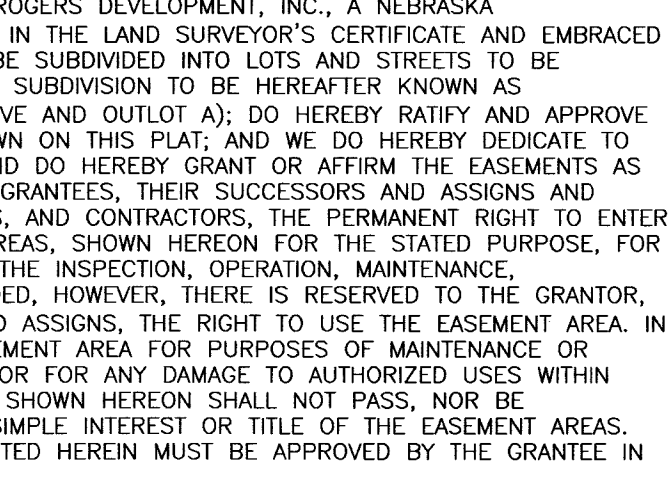 ROGERS DEVELOPMENT, INC., A NEBRASKA
IN THE LAND SURVEYOR'S CERTIFICATE AND EMBRACED
BE SUBDIVIDED INTO LOTS AND STREETS TO BE
SUBDIVISION TO BE HEREAFTER KNOWN AS
VE AND OUTLOT A); DO HEREBY RATIFY AND APPROVE
WN ON THIS PLAT; AND WE DO HEREBY DEDICATE TO
ND DO HEREBY GRANT OR AFFIRM THE EASEMENTS AS
GRANTEES, THEIR SUCCESSORS AND ASSIGNS AND
S, AND CONTRACTORS, THE PERMANENT RIGHT TO ENTER
REAS, SHOWN HEREON FOR THE STATED PURPOSE, FOR
THE INSPECTION, OPERATION, MAINTENANCE,
DED, HOWEVER, THERE IS RESERVED TO THE GRANTOR,
D ASSIGNS, THE RIGHT TO USE THE EASEMENT AREA. IN
EMENT AREA FOR PURPOSES OF MAINTENANCE OR
OR FOR ANY DAMAGE TO AUTHORIZED USES WITHIN
SHOWN HEREON SHALL NOT PASS, NOR BE
SIMPLE INTEREST OR TITLE OF THE EASEMENT AREAS.
TED HEREIN MUST BE APPROVED BY THE GRANTEE IN